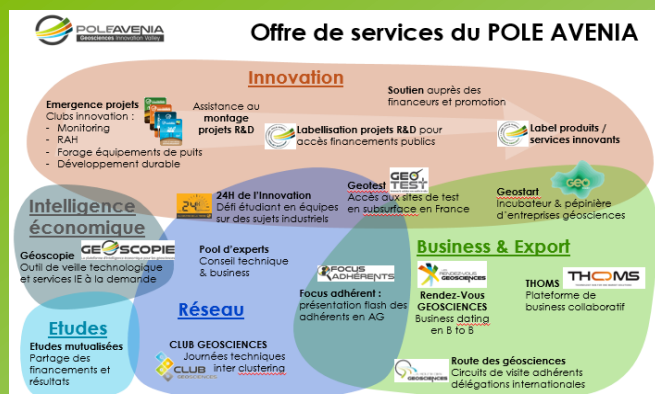 POLEAVENIA
Geosciences Innovation Valley
Offre de services du POLE AVENIA
Innovation
Emergence projets
Clubs innovation :
- Monitoring
- RAH
- Forage équipements de puits
- Développement durable
Assistance au
montage
projets R&D
Labellisation projets R&D pour
accès financements publics
Soutien auprès des
financeurs et promotion
Label produits /
services innovants
24H de l'Innovation
Défi étudiant en équipes
sur des sujets industriels
24
Geotest
GEO
TEST
Accès aux sites de test
en subsurface en France
GEO
Geostart
Incubateur & pépinière
d'entreprises géosciences
Intelligence
économique
Géoscopie
GEOSCOPIE
Outil de veille technologique
et services IE à la demande
Pool d'experts
Conseil technique
& business
FOCUS
ADHÉRENTS
Focus adhérent :
présentation flash des
adhérents en AG
Business & Export
RENDEZ-VOUS
GEOSCIENCES
Rendez-Vous
GEOSCIENCES
Business dating
en B to B
THOMS
THOMS
Plateforme de
business collaboratif
Etudes
Etudes mutualisées
Partage des
financements et
résultats
Réseau
CLUB GEOSCIENCES
Journées techniques
inter clustering
CLUB
GEOSCIENCES
GEOSCIENCES
Route des géosciences
Circuits de visite adhérents
délégations internationales